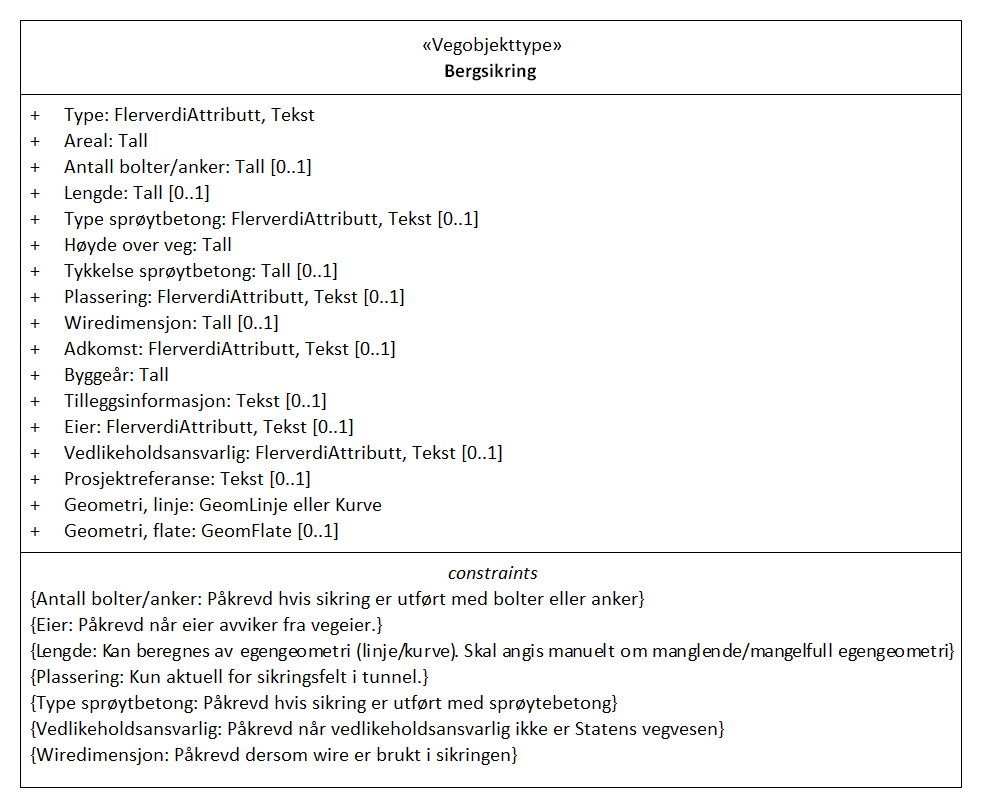 «Vegobjekttype»
Bergsikring
+ Type: FlerverdiAttributt, Tekst
+ Areal: Tall
+ Antall bolter/anker: Tall [0..1]
+ Lengde: Tall [0..1]
+ Type sprøytbetong: FlerverdiAttributt, Tekst [0..1]
+ Høyde over veg: Tall
+ Tykkelse sprøytbetong: Tall [0..1]
+ Plassering: FlerverdiAttributt, Tekst [0..1]
+ Wiredimensjon: Tall [0..1]
+ Adkomst: FlerverdiAttributt, Tekst [0..1]
+ Byggeår: Tall
+ Tilleggsinformasjon: Tekst [0..1]
+ Eier: FlerverdiAttributt, Tekst [0..1]
+ Vedlikeholdsansvarlig: FlerverdiAttributt, Tekst [0..1]
+ Prosjektreferanse: Tekst [0..1]
+ Geometri, linje: GeomLinje eller Kurve
+ Geometri, flate: GeomFlate [0..1]
constraints
{Antall bolter/anker: Påkrevd hvis sikring er utført med bolter eller anker}
{Eier: Påkrevd når eier avviker fra vegeier.}
{Lengde: Kan beregnes av egengeometri (linje/kurve). Skal angis manuelt om manglende/mangelfull egengeometri}
{Plassering: Kun aktuell for sikringsfelt i tunnel.}
{Type sprøytbetong: Påkrevd hvis sikring er utført med sprøytebetong}
{Vedlikeholdsansvarlig: Påkrevd når vedlikeholdsansvarlig ikke er Statens vegvesen}
{Wiredimensjon: Påkrevd dersom wire er brukt i sikringen}